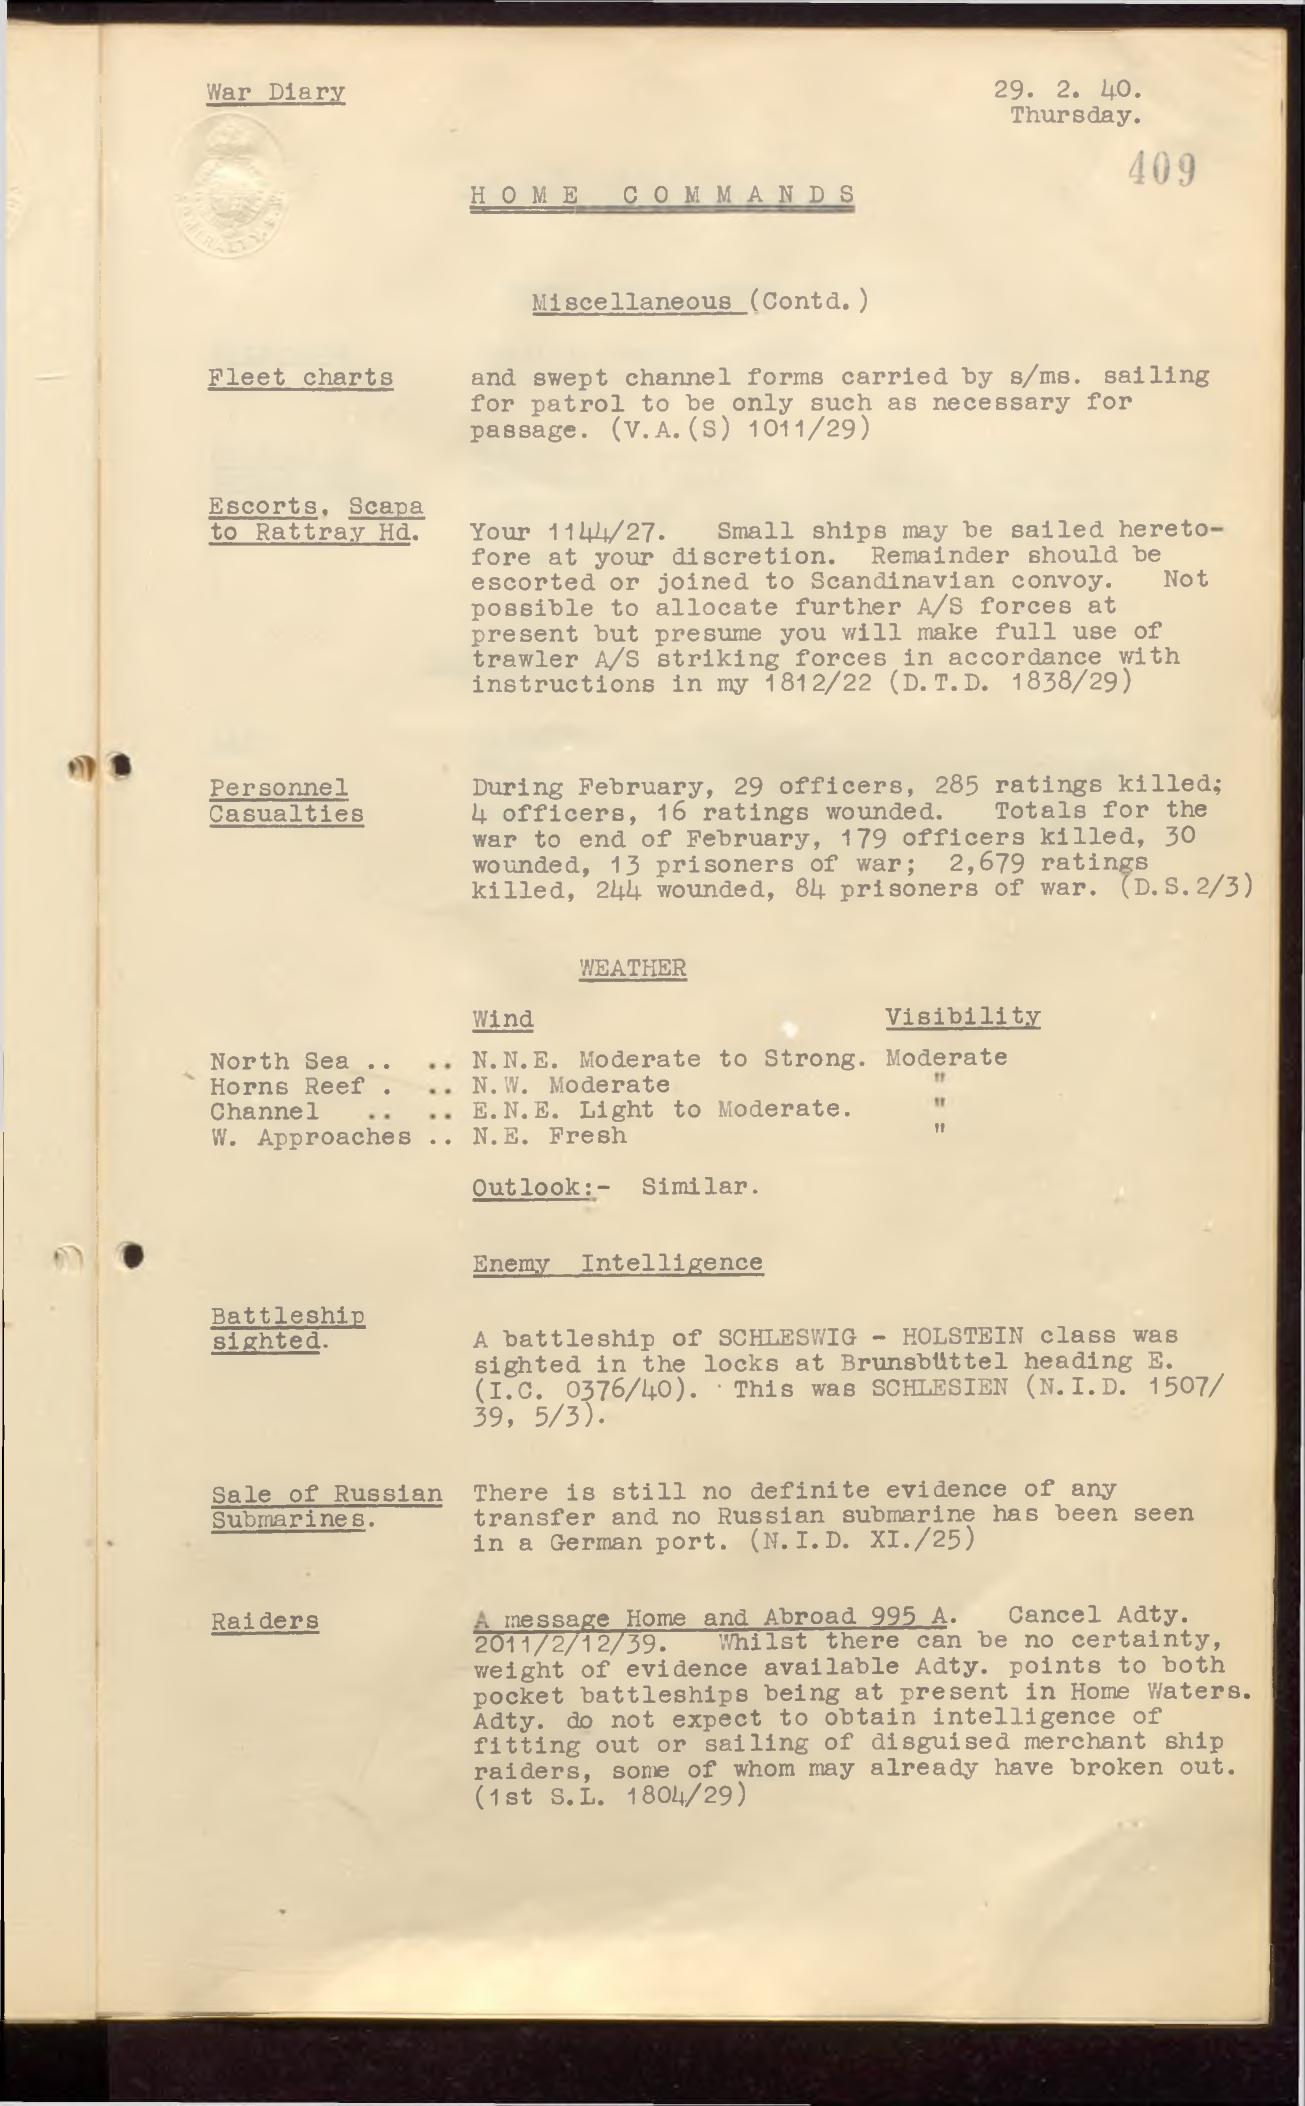 War Diary
29. 2. 40.
Thursday.
409
HOME COMMANDS
Miscellaneous (Contd.)
Fleet charts and swept channel forms carried by s/ms. sailing
for patrol to be only such as necessary for
passage. (V.A.(S) 1011/29)
Escorts, Scapa
to Rattray Hd. Your 1144/27. Small ships may be sailed hereto-
fore at your discretion. Remainder should be
escorted or joined to Scandinavian convoy. Not
possible to allocate further A/S forces at
present but presume you will make full use of
trawler A/S striking forces in accordance with
instructions in my 1812/22 (D.T.D. 1838/29)
Personnel During February, 29 officers, 285 ratings killed;
Casualties 4 officers, 16 ratings wounded. Totals for the
war to end of February, 179 officers killed, 30
wounded, 13 prisoners of war; 2,679 ratings
killed, 244 wounded, 84 prisoners of war. (D.S.2/3)
WEATHER
Wind Visibility
North Sea .. .. N.N.E. Moderate to Strong. Moderate
Horns Reef . .. N.W. Moderate "
Channel .. .. E.N.E. Light to Moderate. "
W. Approaches .. N.E. Fresh "
Outlook:- Similar.
Enemy Intelligence
Battleship
sighted. A battleship of SCHLESWIG - HOLSTEIN class was
sighted in the locks at Brunsbüttel heading E.
(I.C. 0376/40). This was SCHLESIEN (N.I.D. 1507/
39, 5/3).
Sale of Russian There is still no definite evidence of any
Submarines. transfer and no Russian submarine has been seen
in a German port. (N.I.D. XI./25)
Raiders A message Home and Abroad 995 A. Cancel Adty.
2011/2/12/39. Whilst there can be no certainty,
weight of evidence available Adty. points to both
pocket battleships being at present in Home Waters.
Adty. do not expect to obtain intelligence of
fitting out or sailing of disguised merchant ship
raiders, some of whom may already have broken out.
(1st S.L. 1804/29)